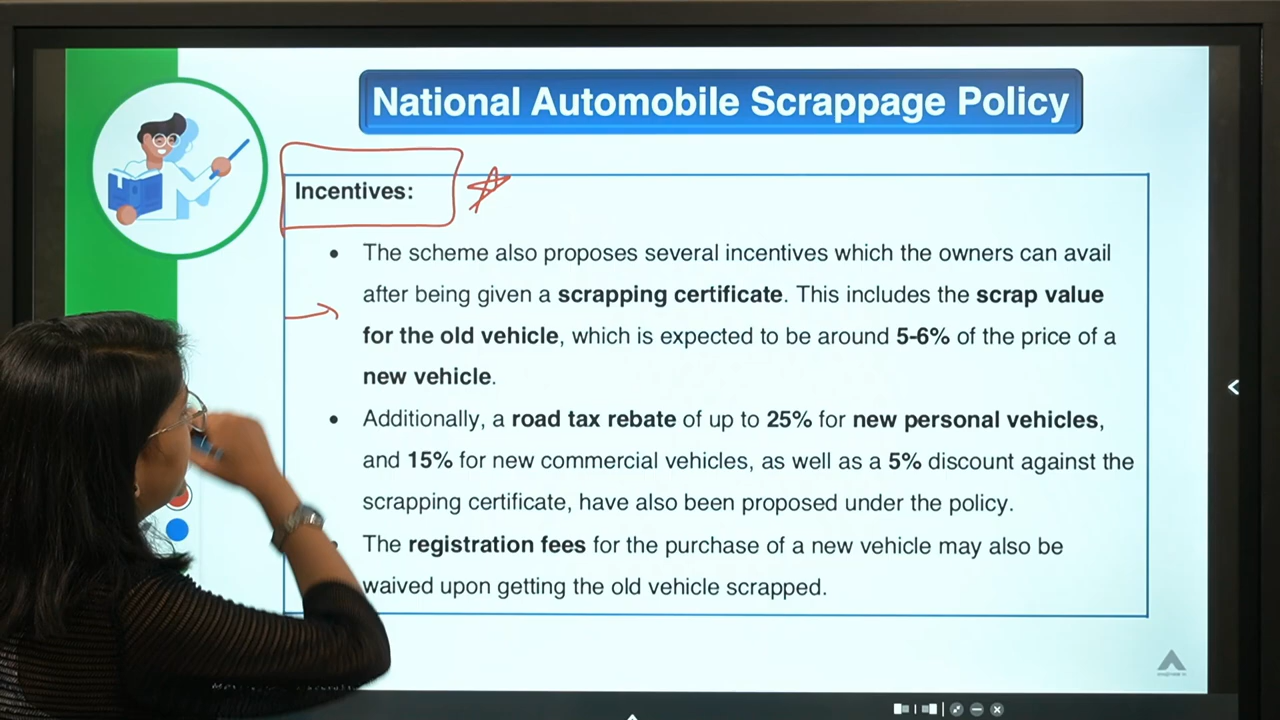 National Automobile Scrappage Policy
Incentives:
• The scheme also proposes several incentives which the owners can avail
after being given a scrapping certificate. This includes the scrap value
for the old vehicle, which is expected to be around 5-6% of the price of a
new vehicle.
• Additionally, a road tax rebate of up to 25% for new personal vehicles,
and 15% for new commercial vehicles, as well as a 5% discount against the
scrapping certificate, have also been proposed under the policy.
The registration fees for the purchase of a new vehicle may also be
waived upon getting the old vehicle scrapped.